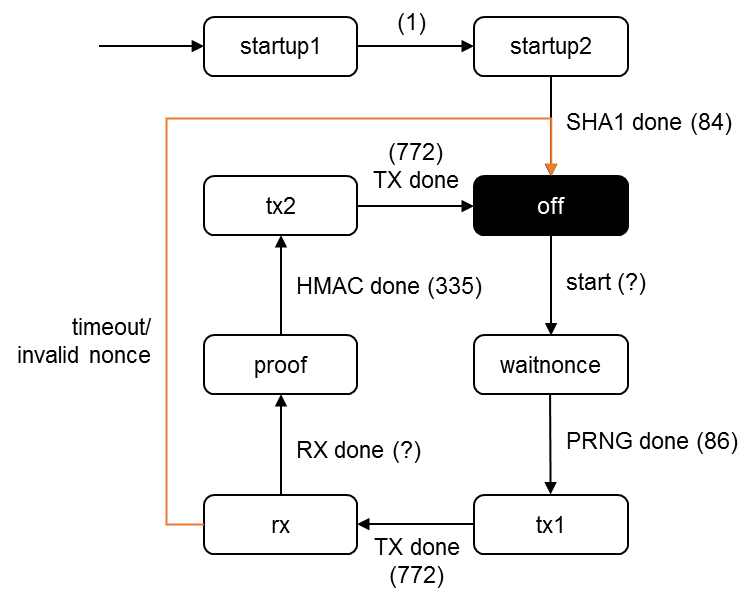 (1)
startup1
startup2
SHA1 done (84)
(772)
TX done
tx2
off
HMAC done (335)
start (?)
timeout/
invalid nonce
proof
waitnonce
RX done (?)
PRNG done (86)
rx
tx1
TX done
(772)